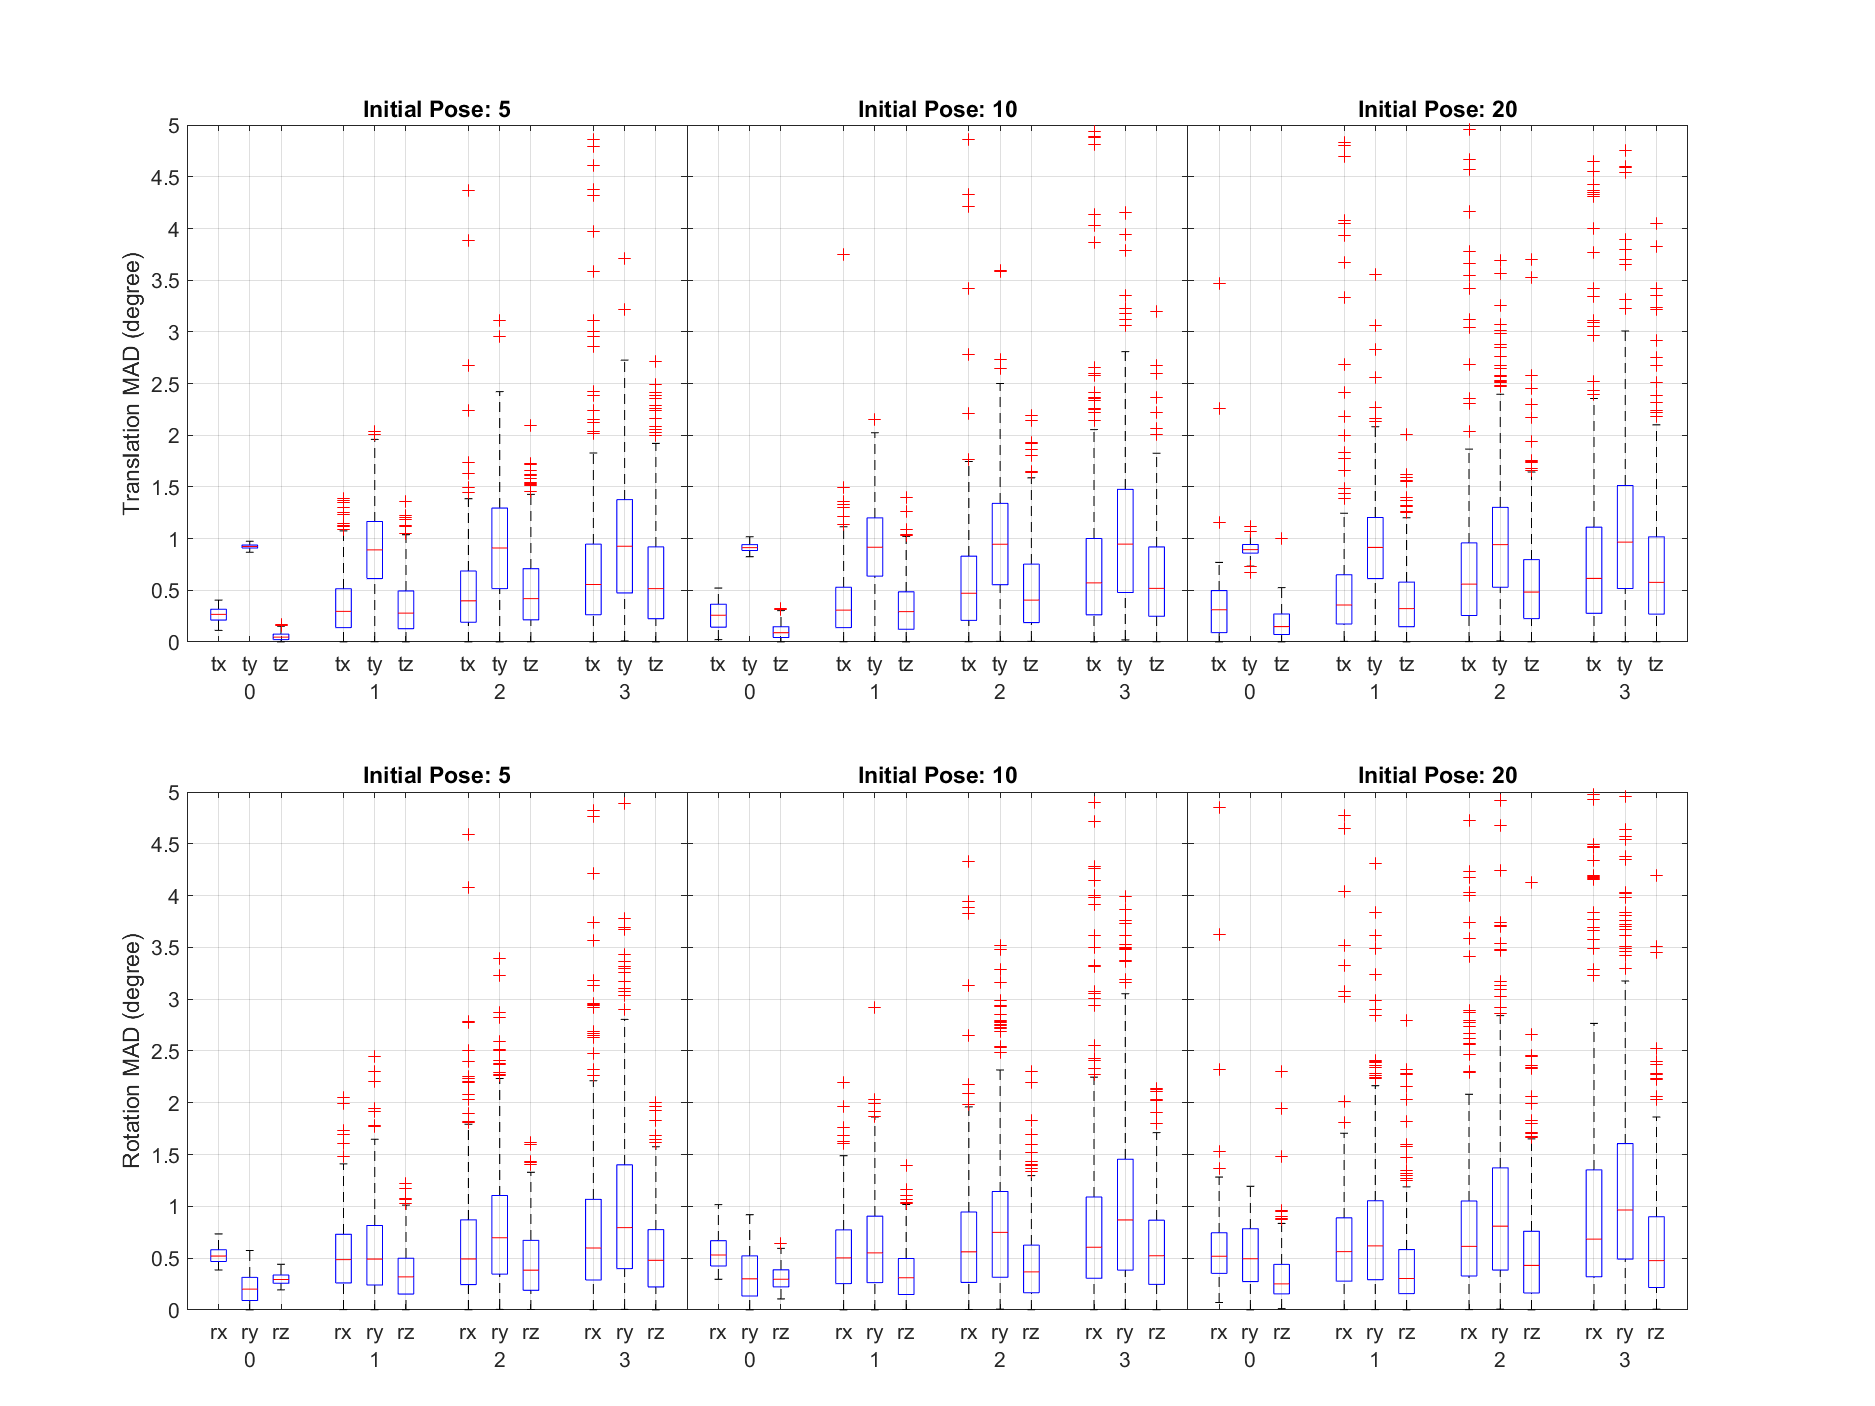 Initial Pose: 5 Initial Pose: 10 Initial Pose: 20
Translation MAD (degree)
5
4.5
4
3.5
3
2.5
2
1.5
1
0.5
0
tx ty tz tx ty tz tx ty tz tx ty tz tx ty tz tx ty tz tx ty tz tx ty tz tx ty tz tx ty tz tx ty tz tx ty tz
0 1 2 3 0 1 2 3 0 1 2 3
Initial Pose: 5 Initial Pose: 10 Initial Pose: 20
Rotation MAD (degree)
5
4.5
4
3.5
3
2.5
2
1.5
1
0.5
0
rx ry rz rx ry rz rx ry rz rx ry rz rx ry rz rx ry rz rx ry rz rx ry rz rx ry rz rx ry rz rx ry rz rx ry rz
0 1 2 3 0 1 2 3 0 1 2 3